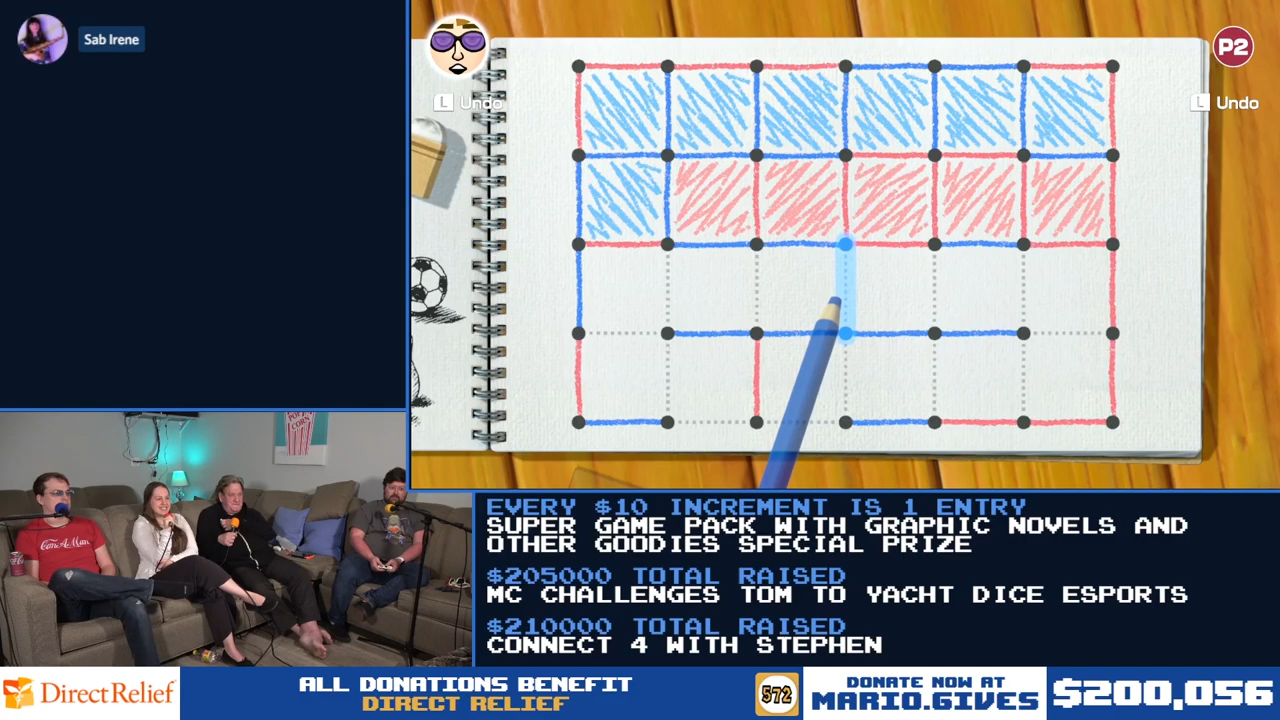 Sab Irene
P2
L Undo
L Undo
POPCORN
EVERY $10 INCREMENT IS 1 ENTRY
SUPER GAME PACK WITH GRAPHIC NOVELS AND
OTHER GOODIES SPECIAL PRIZE
$205000 TOTAL RAISED
MC CHALLENGES TOM TO YACHT DICE ESPORTS
$210000 TOTAL RAISED
CONNECT 4 WITH STEPHEN
DirectRelief
ALL DONATIONS BENEFIT
DIRECT RELIEF
572
DONATE NOW AT
MARIO.GIVES
$200,056